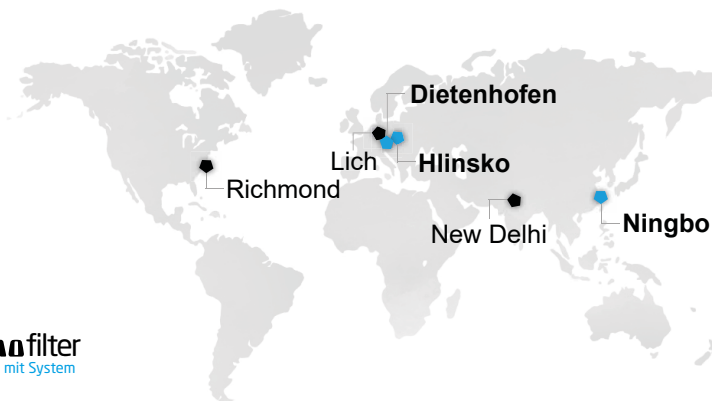 Dietenhofen
Lich
Hlinsko
Richmond
New Delhi
Ningbo
filter
mit System